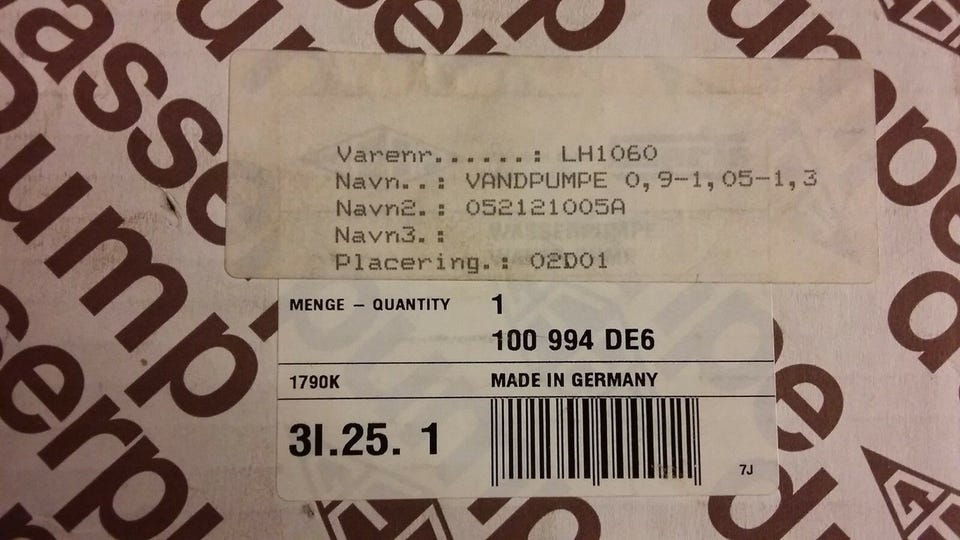 Varenr......: LH1060
Navn..: VANDPUMPE 0,9-1,05-1,3
Navn2.: 052121005A
Navn3.:
Placering.: 02D01
MENGE – QUANTITY 1
100 994 DE6
1790K MADE IN GERMANY
3I.25. 1
7J